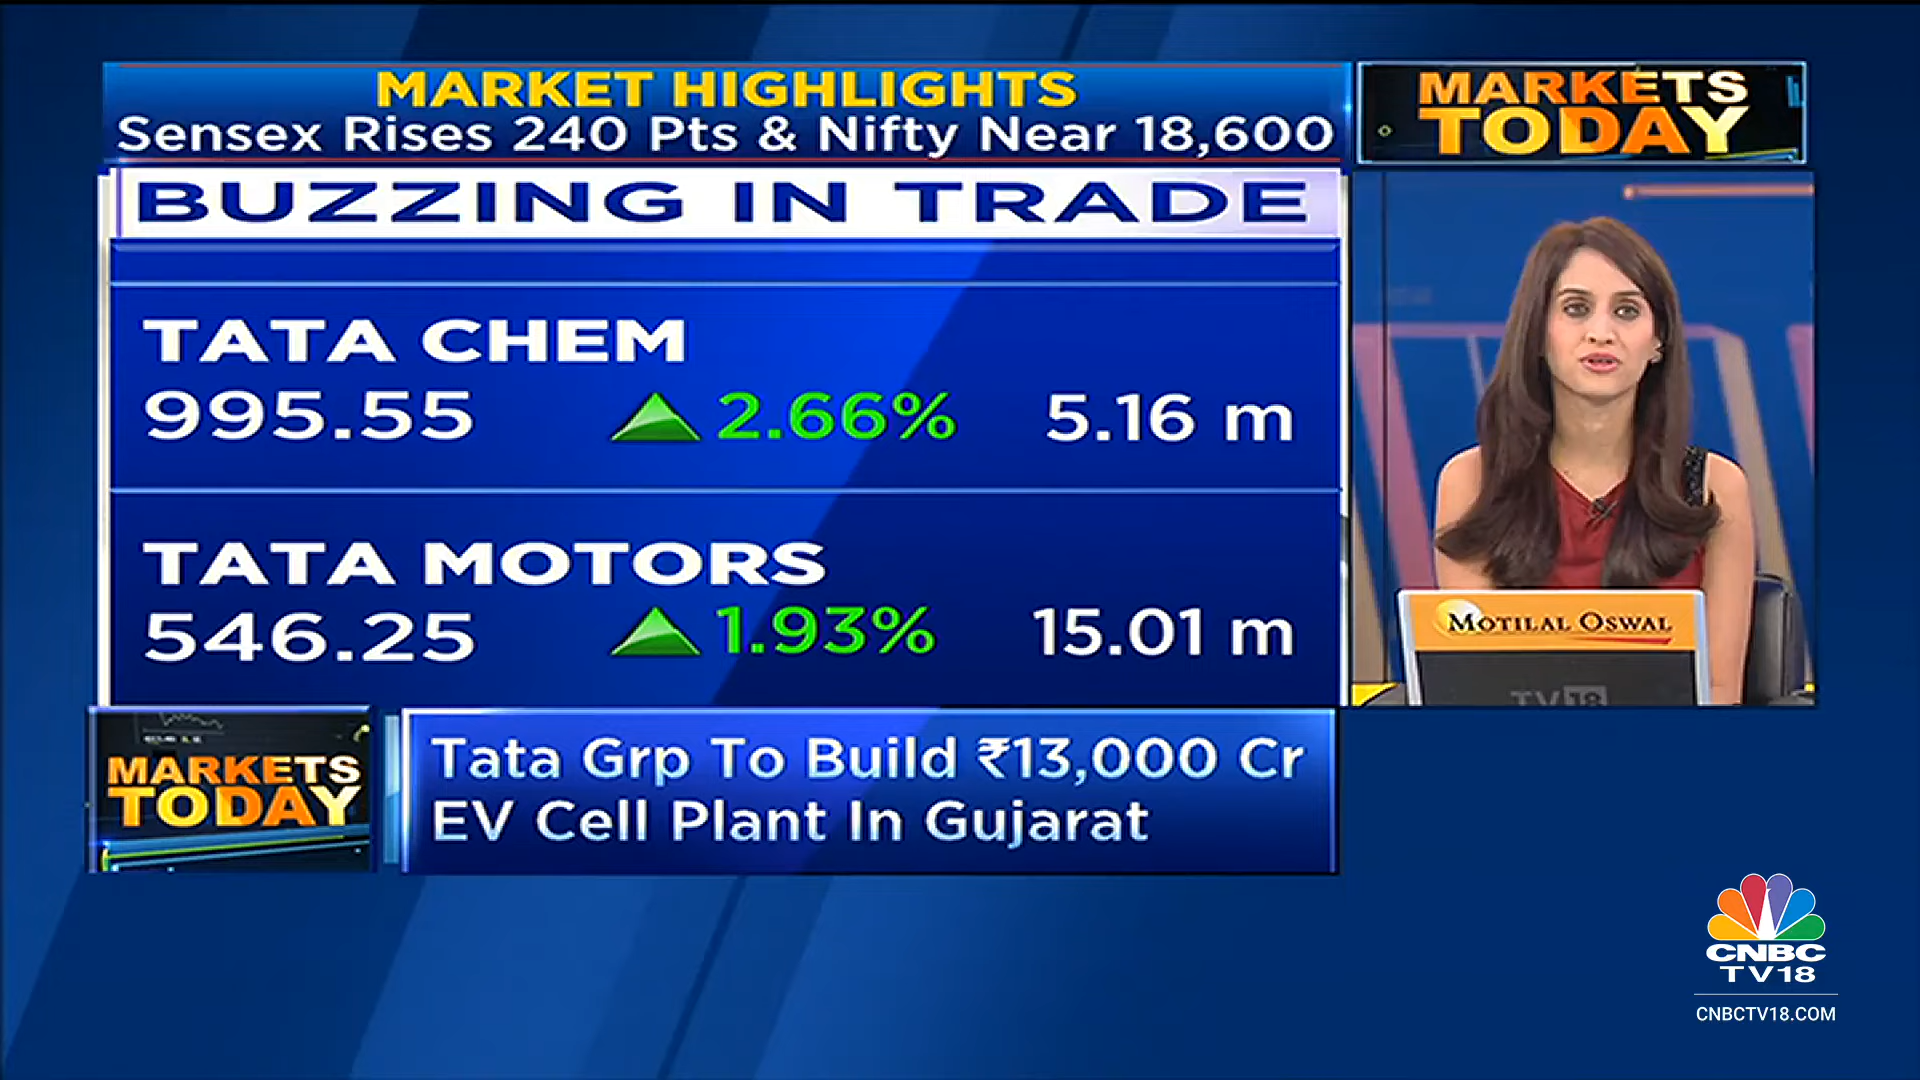 MARKET HIGHLIGHTS
Sensex Rises 240 Pts & Nifty Near 18,600
MARKETS
TODAY
BUZZING IN TRADE
TATA CHEM
995.55 2.66% 5.16 m
TATA MOTORS
546.25 1.93% 15.01 m
MOTILAL OSWAL
TV18
MARKETS
TODAY
Tata Grp To Build ₹13,000 Cr
EV Cell Plant In Gujarat
CNBC
TV18
CNBCTV18.COM